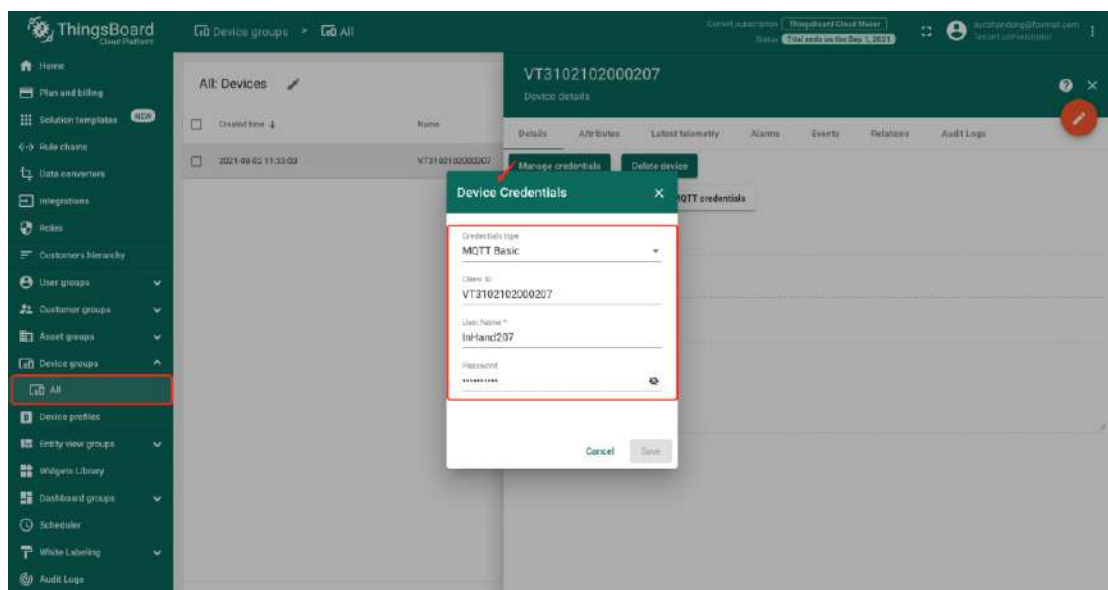 ThingsBoard
Cloud Platform
Device groups > All
Current subscription ThingsBoard Cloud Maker
Status Trial ends on the Sep 1, 2021
Tenant administrator
Home
Plan and billing
Solution templates NEW
Rule chains
Data converters
Integrations
Roles
Customers hierarchy
User groups
Customer groups
Asset groups
Device groups
All
Device profiles
Entity view groups
Widgets Library
Dashboard groups
Scheduler
White Labeling
Audit Logs
All: Devices
Created time Name
2021-08-02 11:33:03 VT3102102000207
VT3102102000207
Device details
Details Attributes Latest telemetry Alarms Events Relations Audit Logs
Manage credentials Delete device
MQTT credentials
Device Credentials
Credentials type
MQTT Basic
Client ID
VT3102102000207
User Name *
InHand207
Password
••••••••••
Cancel Save